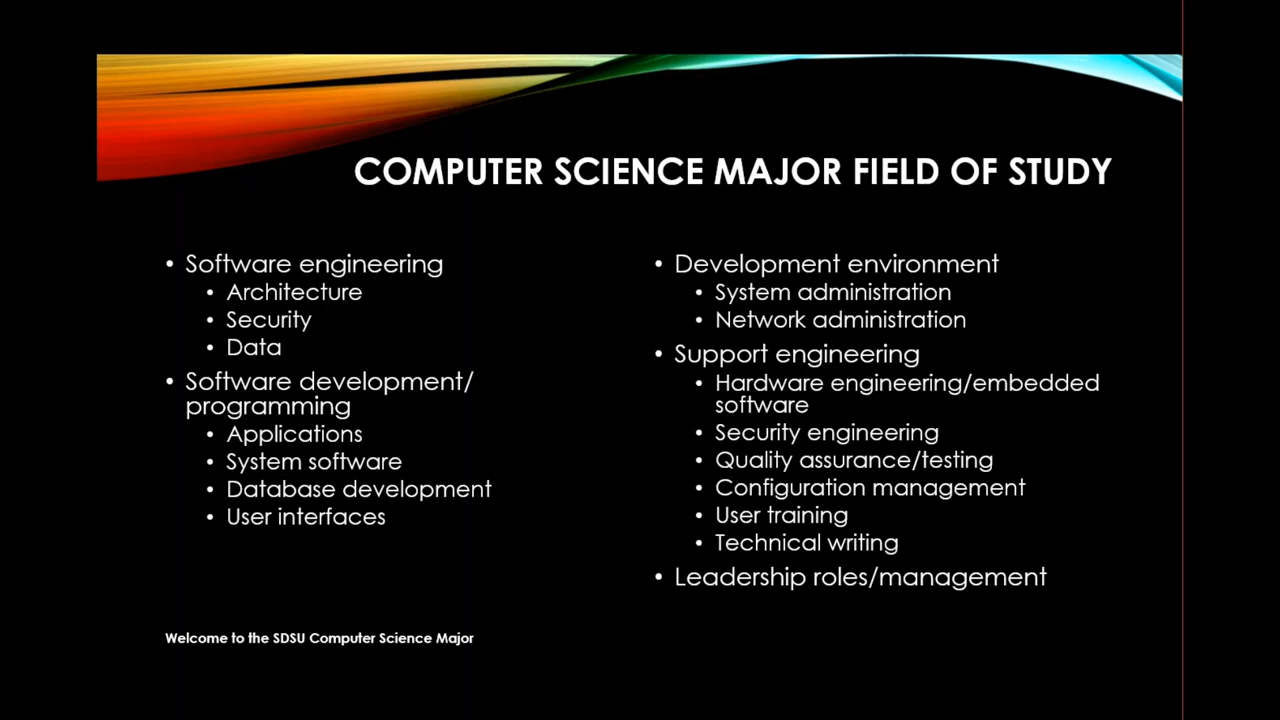 COMPUTER SCIENCE MAJOR FIELD OF STUDY
• Software engineering
• Architecture
• Security
• Data
• Software development/
programming
• Applications
• System software
• Database development
• User interfaces
• Development environment
• System administration
• Network administration
• Support engineering
• Hardware engineering/embedded
software
• Security engineering
• Quality assurance/testing
• Configuration management
• User training
• Technical writing
• Leadership roles/management
Welcome to the SDSU Computer Science Major